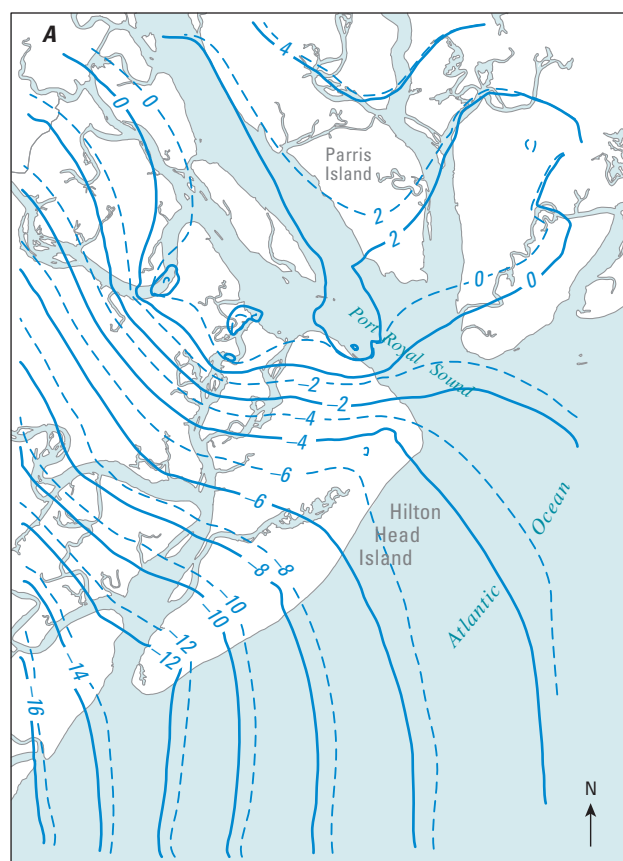 A
4
0
0
Parris
Island
2
2
0
0
Port Royal Sound
–2
–2
–4
–4
–6
–6
Hilton
Head
Island
Ocean
Atlantic
–8
–8
–10
–10
–12
–12
–14
–16
N